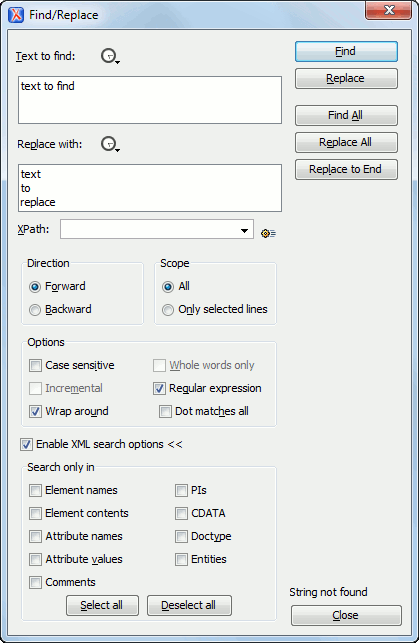 Find/Replace
Text to find:
text to find
Replace with:
text
to
replace
XPath:
Find
Replace
Find All
Replace All
Replace to End
Direction
Forward
Backward
Scope
All
Only selected lines
Options
Case sensitive
Whole words only
Incremental
Regular expression
Wrap around
Dot matches all
Enable XML search options <<
Search only in
Element names
PIs
Element contents
CDATA
Attribute names
Doctype
Attribute values
Entities
Comments
Select all
Deselect all
String not found
Close